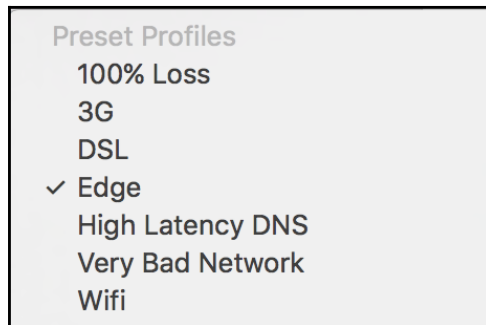 Preset Profiles
100% Loss
3G
DSL
✓ Edge
High Latency DNS
Very Bad Network
Wifi